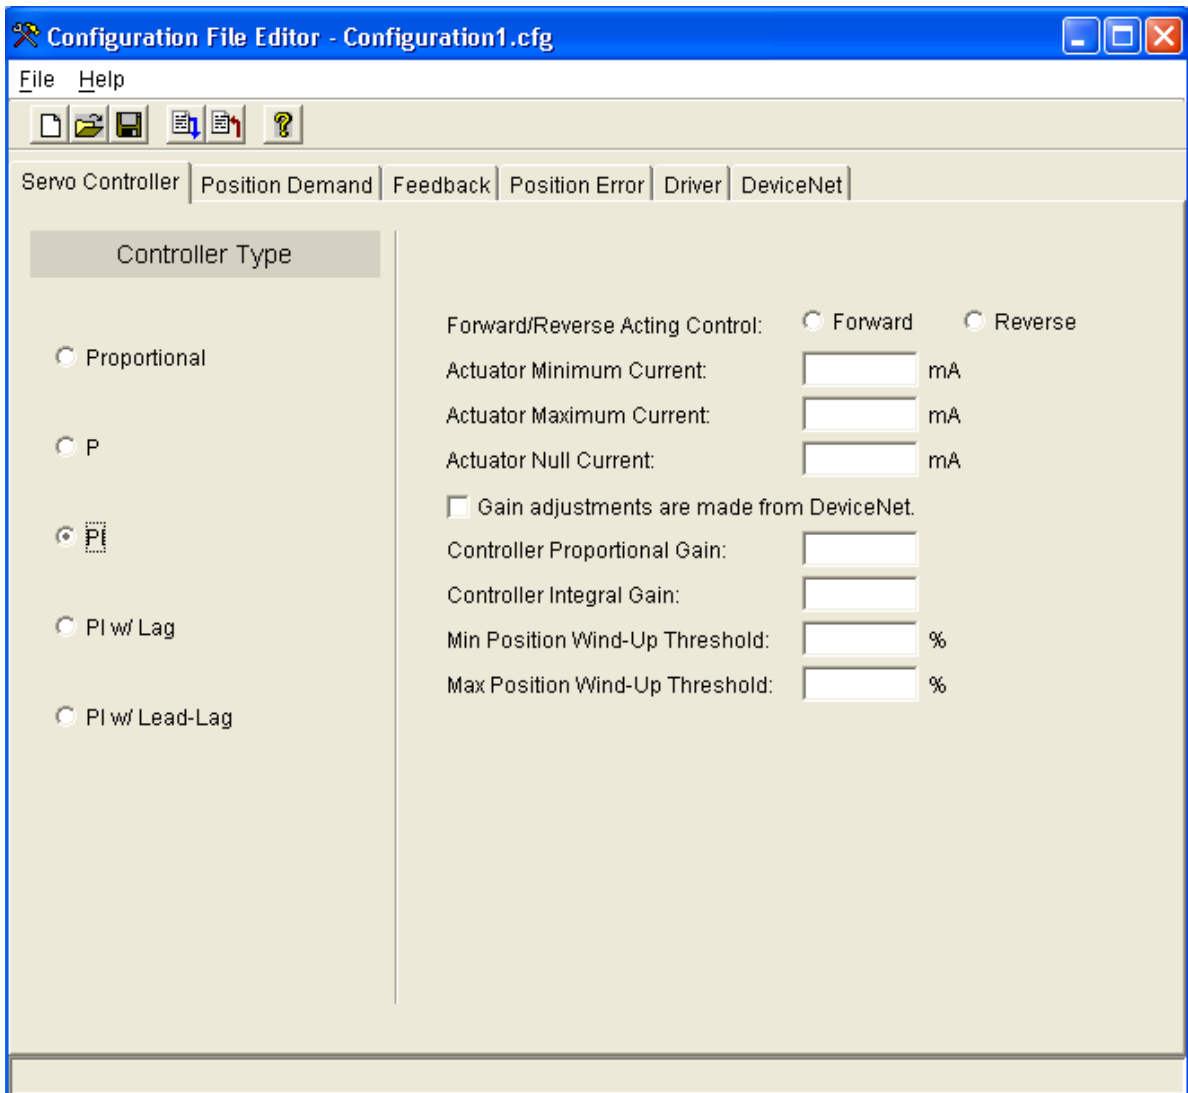 Configuration File Editor - Configuration1.cfg
File Help
Servo Controller Position Demand Feedback Position Error Driver DeviceNet
Controller Type
Proportional
P
PI
PI w/ Lag
PI w/ Lead-Lag
Forward/Reverse Acting Control: Forward Reverse
Actuator Minimum Current: mA
Actuator Maximum Current: mA
Actuator Null Current: mA
Gain adjustments are made from DeviceNet.
Controller Proportional Gain:
Controller Integral Gain:
Min Position Wind-Up Threshold: %
Max Position Wind-Up Threshold: %